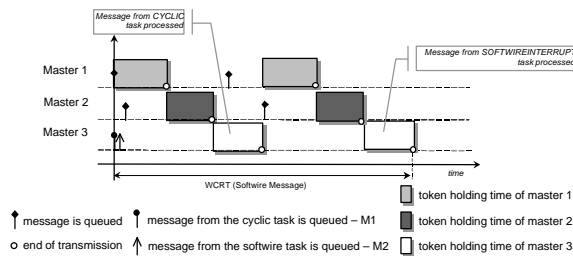 Message from CYCLIC
task processed
Message from SOFTWIREINTERRUPT
task processed
Master 1
Master 2
Master 3
time
WCRT (Softwire Message)
message is queued
message from the cyclic task is queued – M1
end of transmission
message from the softwire task is queued – M2
token holding time of master 1
token holding time of master 2
token holding time of master 3